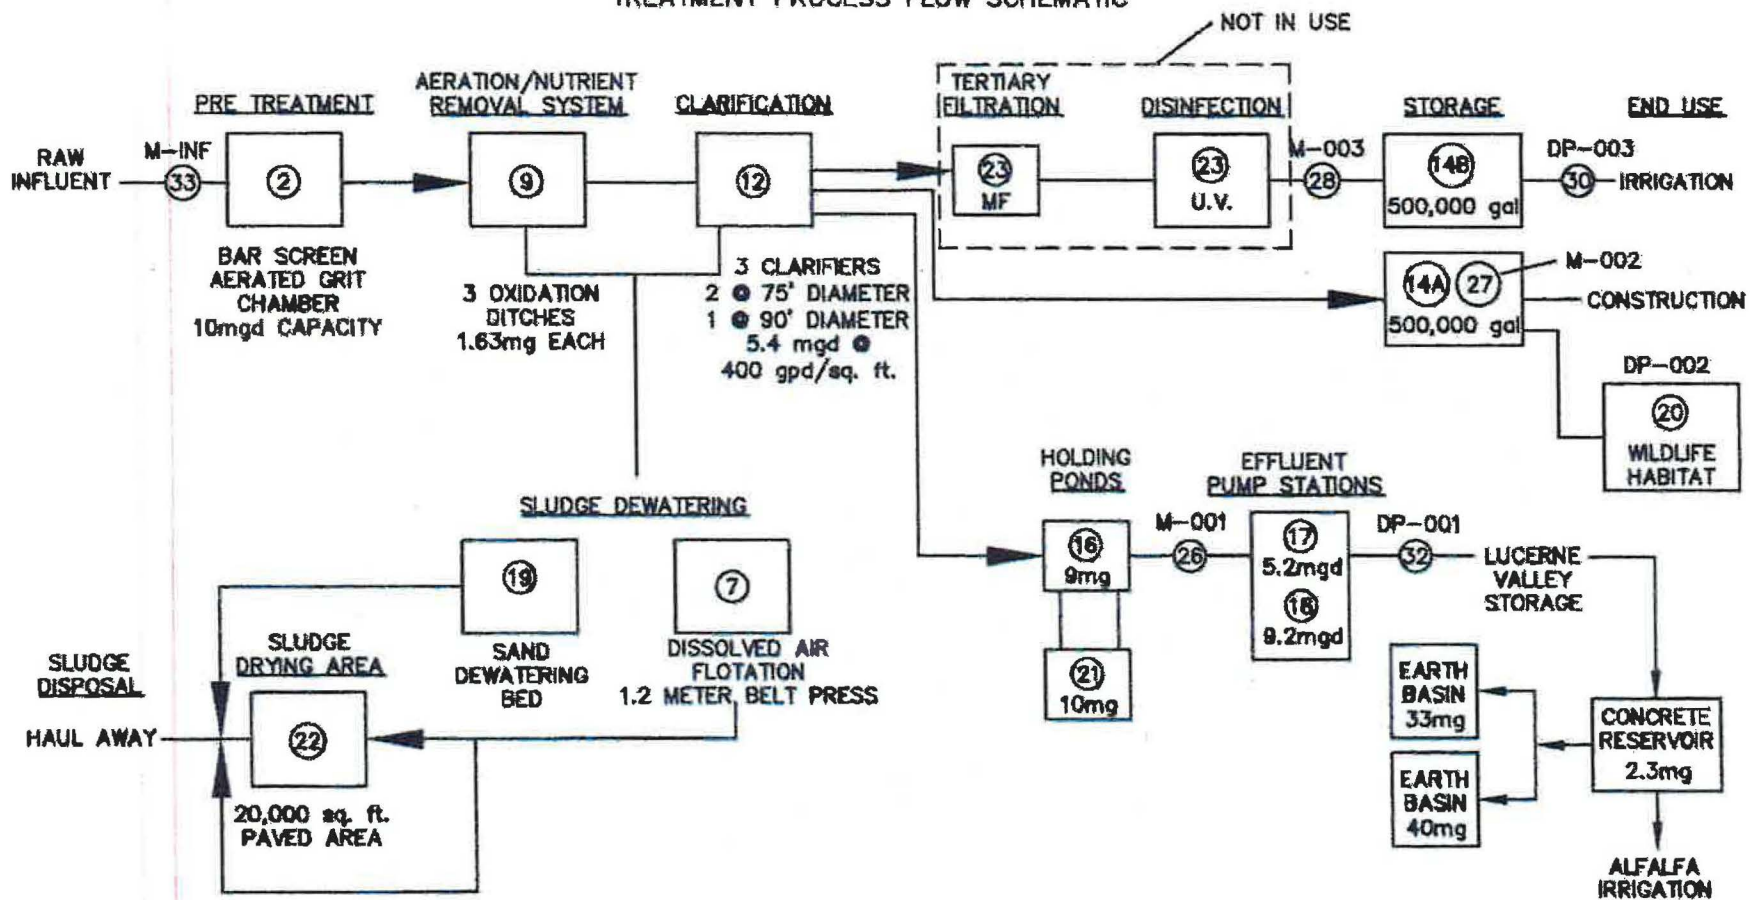 TREATMENT PROCESS FLOW SCHEMATIC
NOT IN USE
PRE TREATMENT
AERATION/NUTRIENT
REMOVAL SYSTEM
CLARIFICATION
TERTIARY
FILTRATION
DISINFECTION
STORAGE
END USE
RAW
INFLUENT
M-INF
33
2
9
12
23
MF
23
U.V.
M-003
28
14B
500,000 gal
DP-003
30
IRRIGATION
BAR SCREEN
AERATED GRIT
CHAMBER
10mgd CAPACITY
3 OXIDATION
DITCHES
1.63mg EACH
3 CLARIFIERS
2 @ 75' DIAMETER
1 @ 90' DIAMETER
5.4 mgd @
400 gpd/sq. ft.
14A
27
500,000 gal
M-002
CONSTRUCTION
DP-002
20
WILDLIFE
HABITAT
HOLDING
PONDS
EFFLUENT
PUMP STATIONS
16
9mg
M-001
26
17
5.2mgd
18
9.2mgd
DP-001
32
LUCERNE
VALLEY
STORAGE
21
10mg
EARTH
BASIN
33mg
EARTH
BASIN
40mg
CONCRETE
RESERVOIR
2.3mg
ALFALFA
IRRIGATION
SLUDGE DEWATERING
19
SAND
DEWATERING
BED
7
DISSOLVED AIR
FLOTATION
1.2 METER BELT PRESS
SLUDGE
DISPOSAL
HAUL AWAY
SLUDGE
DRYING AREA
22
20,000 sq. ft.
PAVED AREA